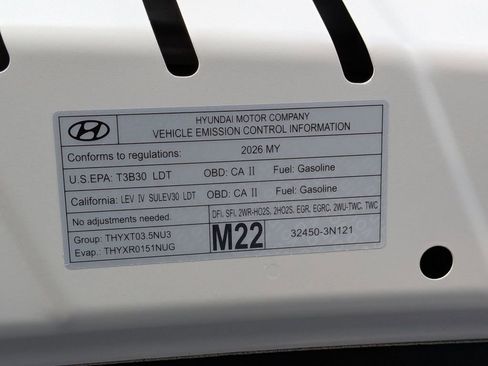 HYUNDAI MOTOR COMPANY
VEHICLE EMISSION CONTROL INFORMATION
Conforms to regulations: 2026 MY
U.S.EPA: T3B30 LDT OBD: CA II Fuel: Gasoline
California: LEV IV SULEV30 LDT OBD: CA II Fuel: Gasoline
No adjustments needed. DFI, SFI, 2WR-HO2S, 2HO2S, EGR, EGRC, 2WU-TWC, TWC
Group: THYXT03.5NU3
Evap.: THYXR0151NUG
M22
32450-3N121